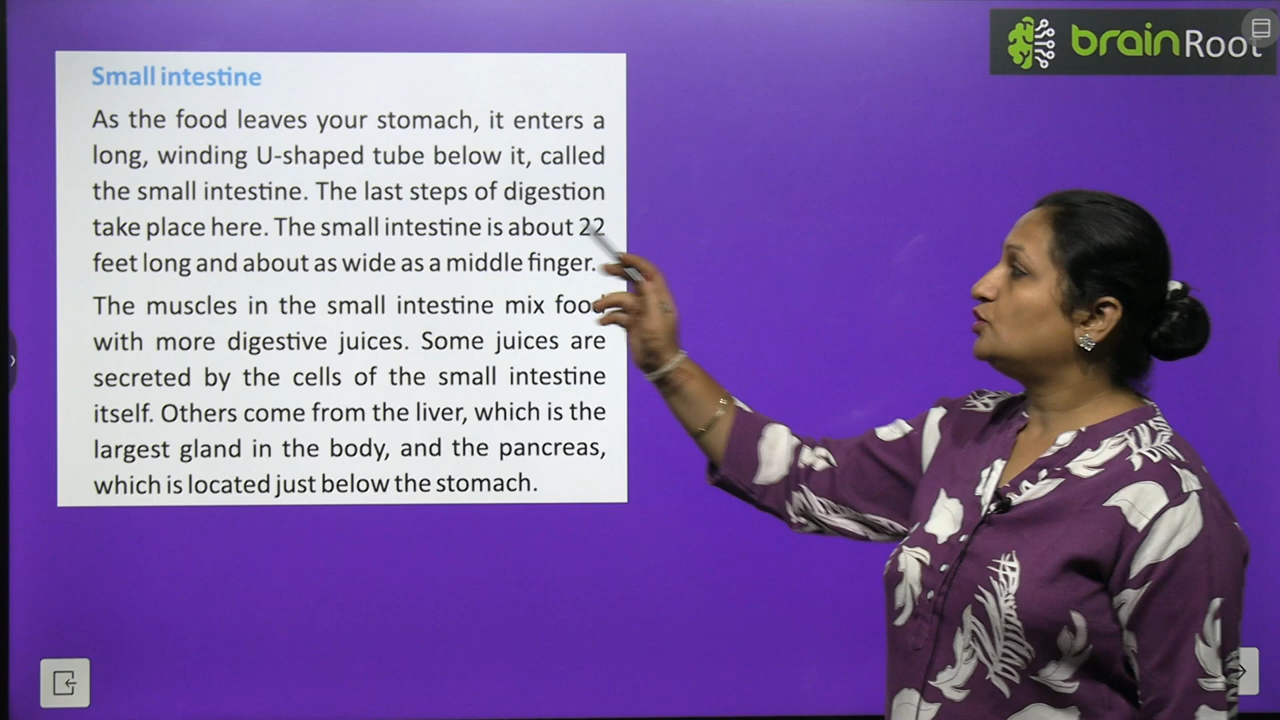 brainRoot
Small intestine
As the food leaves your stomach, it enters a
long, winding U-shaped tube below it, called
the small intestine. The last steps of digestion
take place here. The small intestine is about 22
feet long and about as wide as a middle finger.
The muscles in the small intestine mix food
with more digestive juices. Some juices are
secreted by the cells of the small intestine
itself. Others come from the liver, which is the
largest gland in the body, and the pancreas,
which is located just below the stomach.